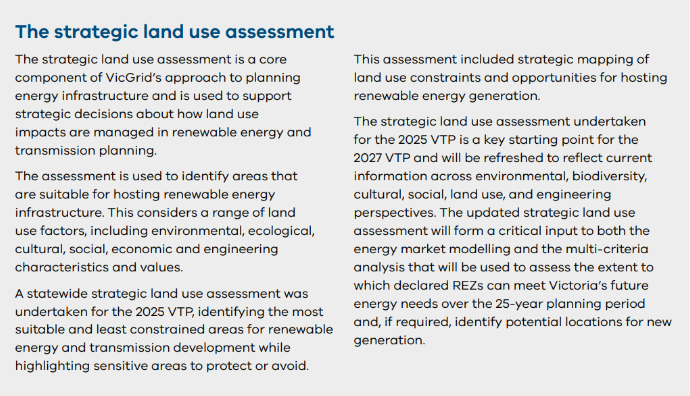 The strategic land use assessment
The strategic land use assessment is a core
component of VicGrid's approach to planning
energy infrastructure and is used to support
strategic decisions about how land use
impacts are managed in renewable energy and
transmission planning.
The assessment is used to identify areas that
are suitable for hosting renewable energy
infrastructure. This considers a range of land
use factors, including environmental, ecological,
cultural, social, economic and engineering
characteristics and values.
A statewide strategic land use assessment was
undertaken for the 2025 VTP, identifying the most
suitable and least constrained areas for renewable
energy and transmission development while
highlighting sensitive areas to protect or avoid.
This assessment included strategic mapping of
land use constraints and opportunities for hosting
renewable energy generation.
The strategic land use assessment undertaken
for the 2025 VTP is a key starting point for the
2027 VTP and will be refreshed to reflect current
information across environmental, biodiversity,
cultural, social, land use, and engineering
perspectives. The updated strategic land use
assessment will form a critical input to both the
energy market modelling and the multi-criteria
analysis that will be used to assess the extent to
which declared REZs can meet Victoria's future
energy needs over the 25-year planning period
and, if required, identify potential locations for new
generation.